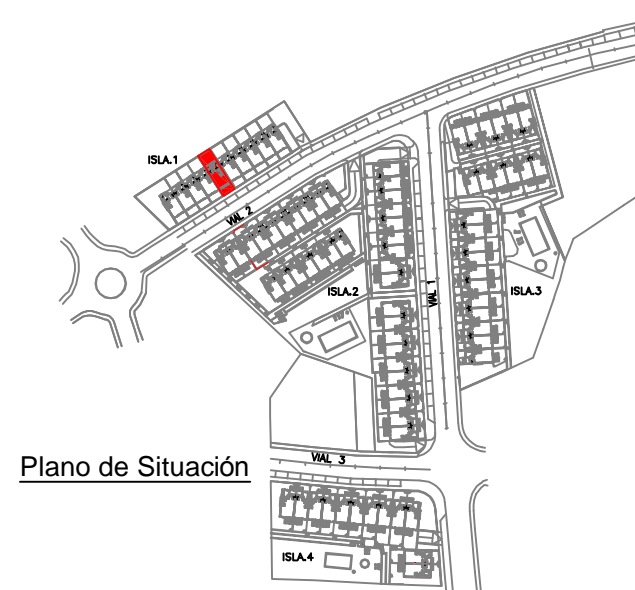 ISLA.1
VIAL 2
ISLA.2
VIAL 1
ISLA.3
Plano de Situación
VIAL 3
ISLA.4